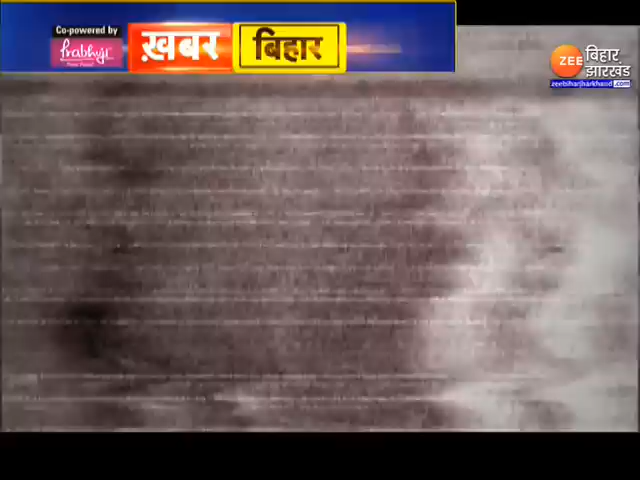 Co-powered by
Prabhuji
ख़बर बिहार
ZEE बिहार
झारखंड
zeebiharjharkhand.com